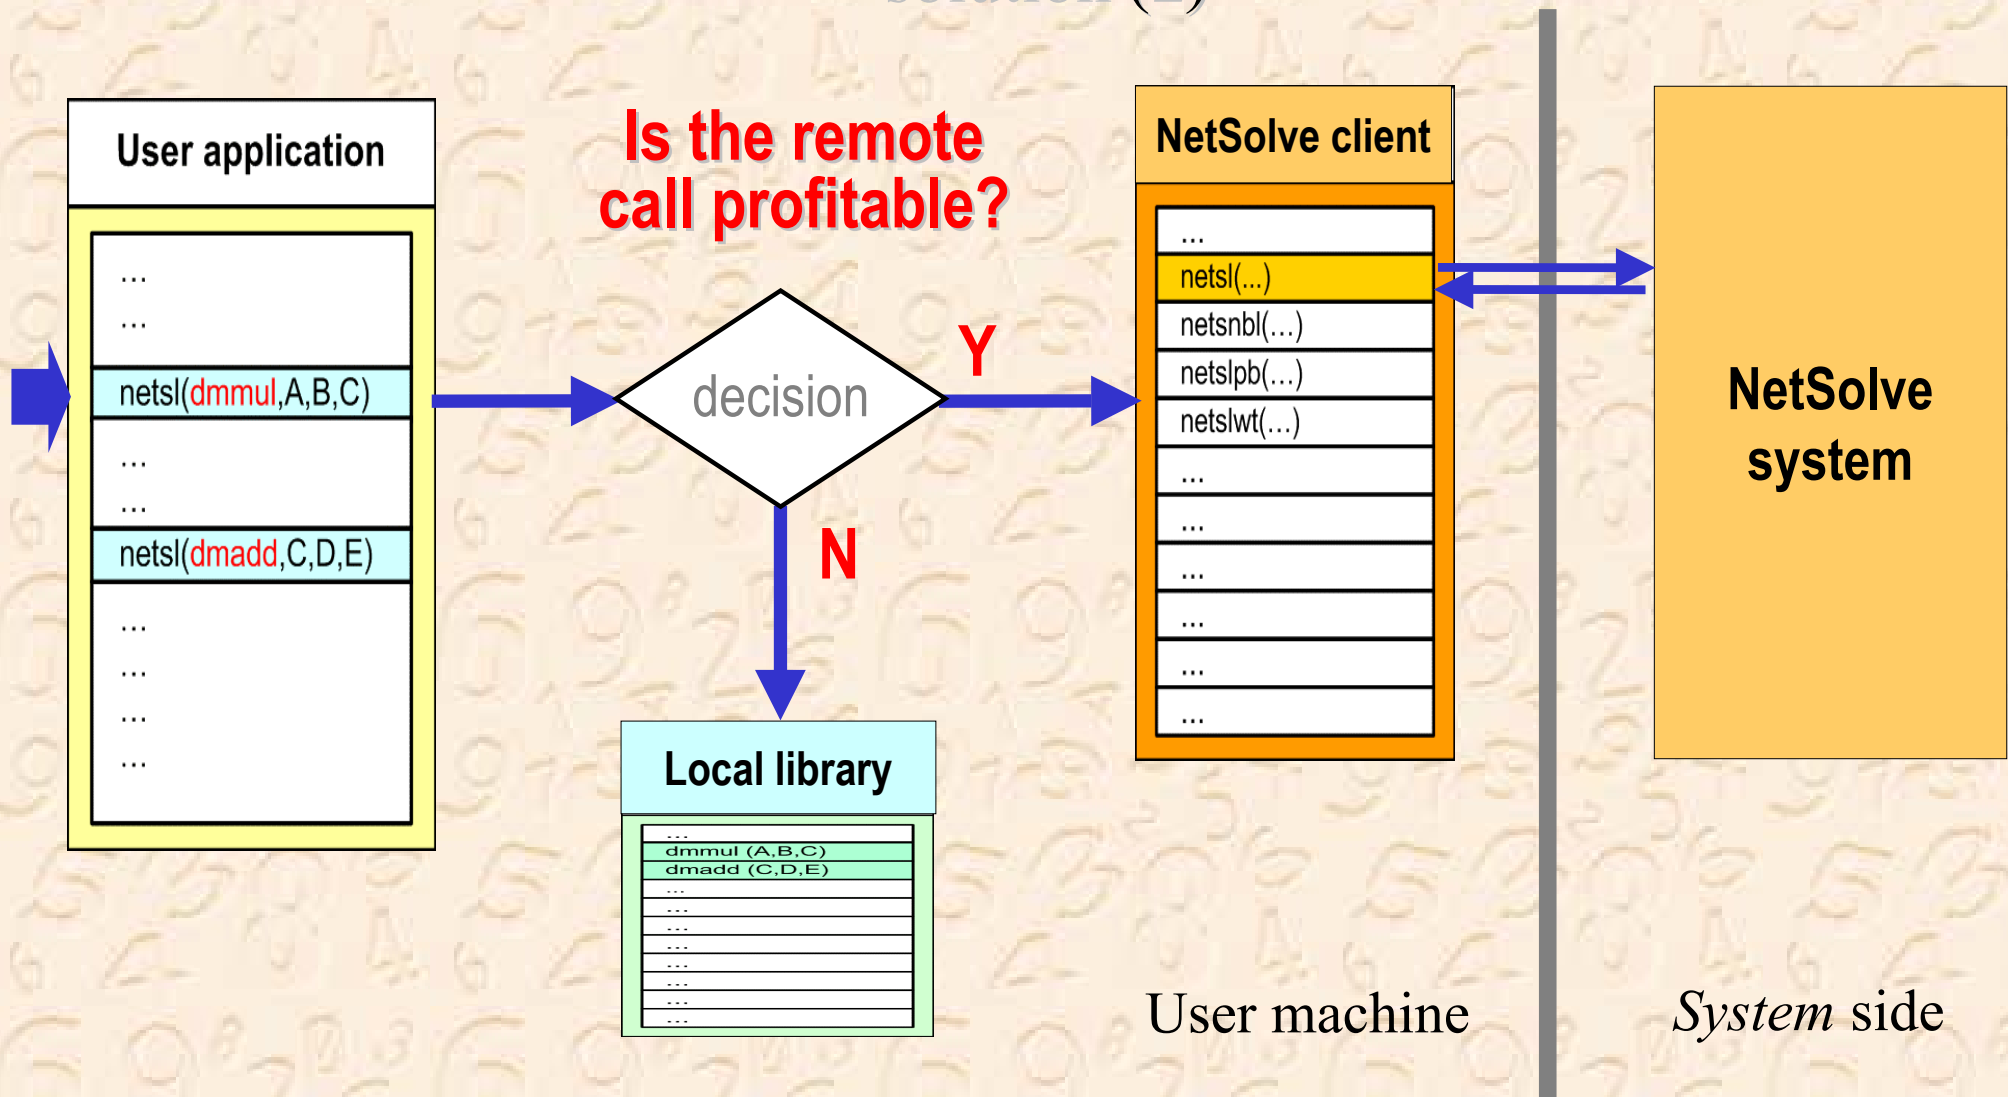 User application
...
...
netsl(dmmul,A,B,C)
...
...
netsl(dmadd,C,D,E)
...
...
...
...
Is the remote
call profitable?
decision
Y
N
Local library
...
dmmul (A,B,C)
dmadd (C,D,E)
...
...
...
...
...
...
...
...
NetSolve client
...
netsl(...)
netsnbl(...)
netslpb(...)
netslwt(...)
...
...
...
...
...
...
NetSolve
system
User machine
System side